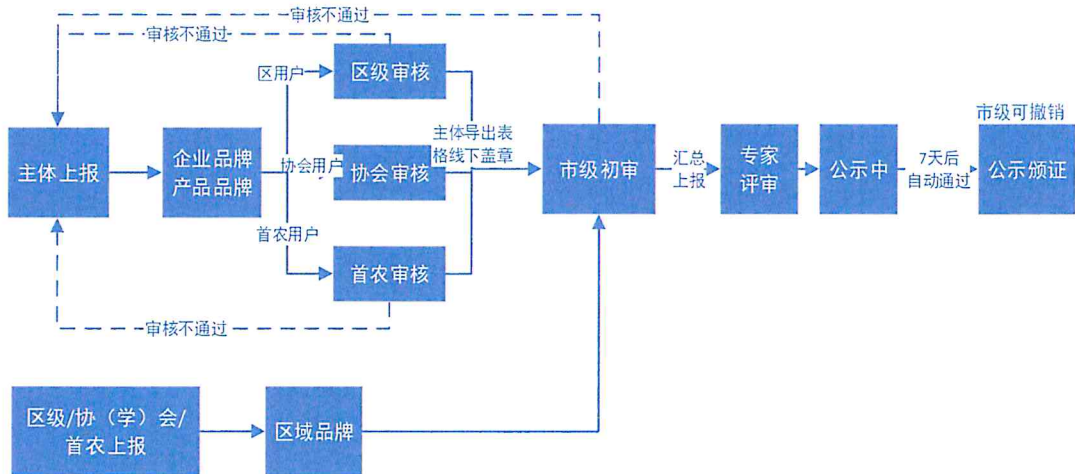 审核不通过
审核不通过
区用户
区级审核
主体上报
企业品牌
产品品牌
协会用户
协会审核
主体导出表
格线下盖章
市级初审
汇总
上报
专家
评审
公示中
7天后
自动通过
市级可撤销
公示颁证
首农用户
首农审核
审核不通过
区级/协（学）会/
首农上报
区域品牌